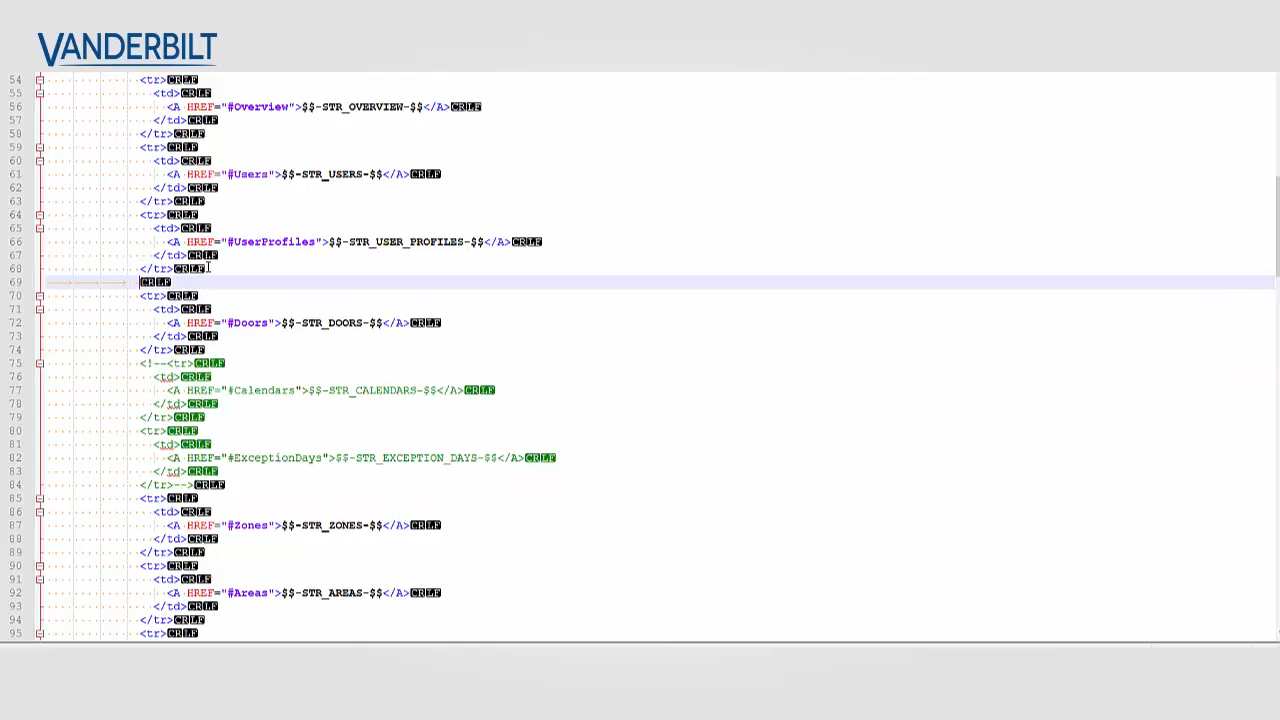 VANDERBILT
54 <tr>CRLF
55 <td>CRLF
56 <A HREF="#Overview">$$-STR_OVERVIEW-$$</A>CRLF
57 </td>CRLF
58 </tr>CRLF
59 <tr>CRLF
60 <td>CRLF
61 <A HREF="#Users">$$-STR_USERS-$$</A>CRLF
62 </td>CRLF
63 </tr>CRLF
64 <tr>CRLF
65 <td>CRLF
66 <A HREF="#UserProfiles">$$-STR_USER_PROFILES-$$</A>CRLF
67 </td>CRLF
68 </tr>CRLF
69 CRLF
70 <tr>CRLF
71 <td>CRLF
72 <A HREF="#Doors">$$-STR_DOORS-$$</A>CRLF
73 </td>CRLF
74 </tr>CRLF
75 <!--<tr>CRLF
76 <td>CRLF
77 <A HREF="#Calendars">$$-STR_CALENDARS-$$</A>CRLF
78 </td>CRLF
79 </tr>CRLF
80 <tr>CRLF
81 <td>CRLF
82 <A HREF="#ExceptionDays">$$-STR_EXCEPTION_DAYS-$$</A>CRLF
83 </td>CRLF
84 </tr>-->CRLF
85 <tr>CRLF
86 <td>CRLF
87 <A HREF="#Zones">$$-STR_ZONES-$$</A>CRLF
88 </td>CRLF
89 </tr>CRLF
90 <tr>CRLF
91 <td>CRLF
92 <A HREF="#Areas">$$-STR_AREAS-$$</A>CRLF
93 </td>CRLF
94 </tr>CRLF
95 <tr>CRLF